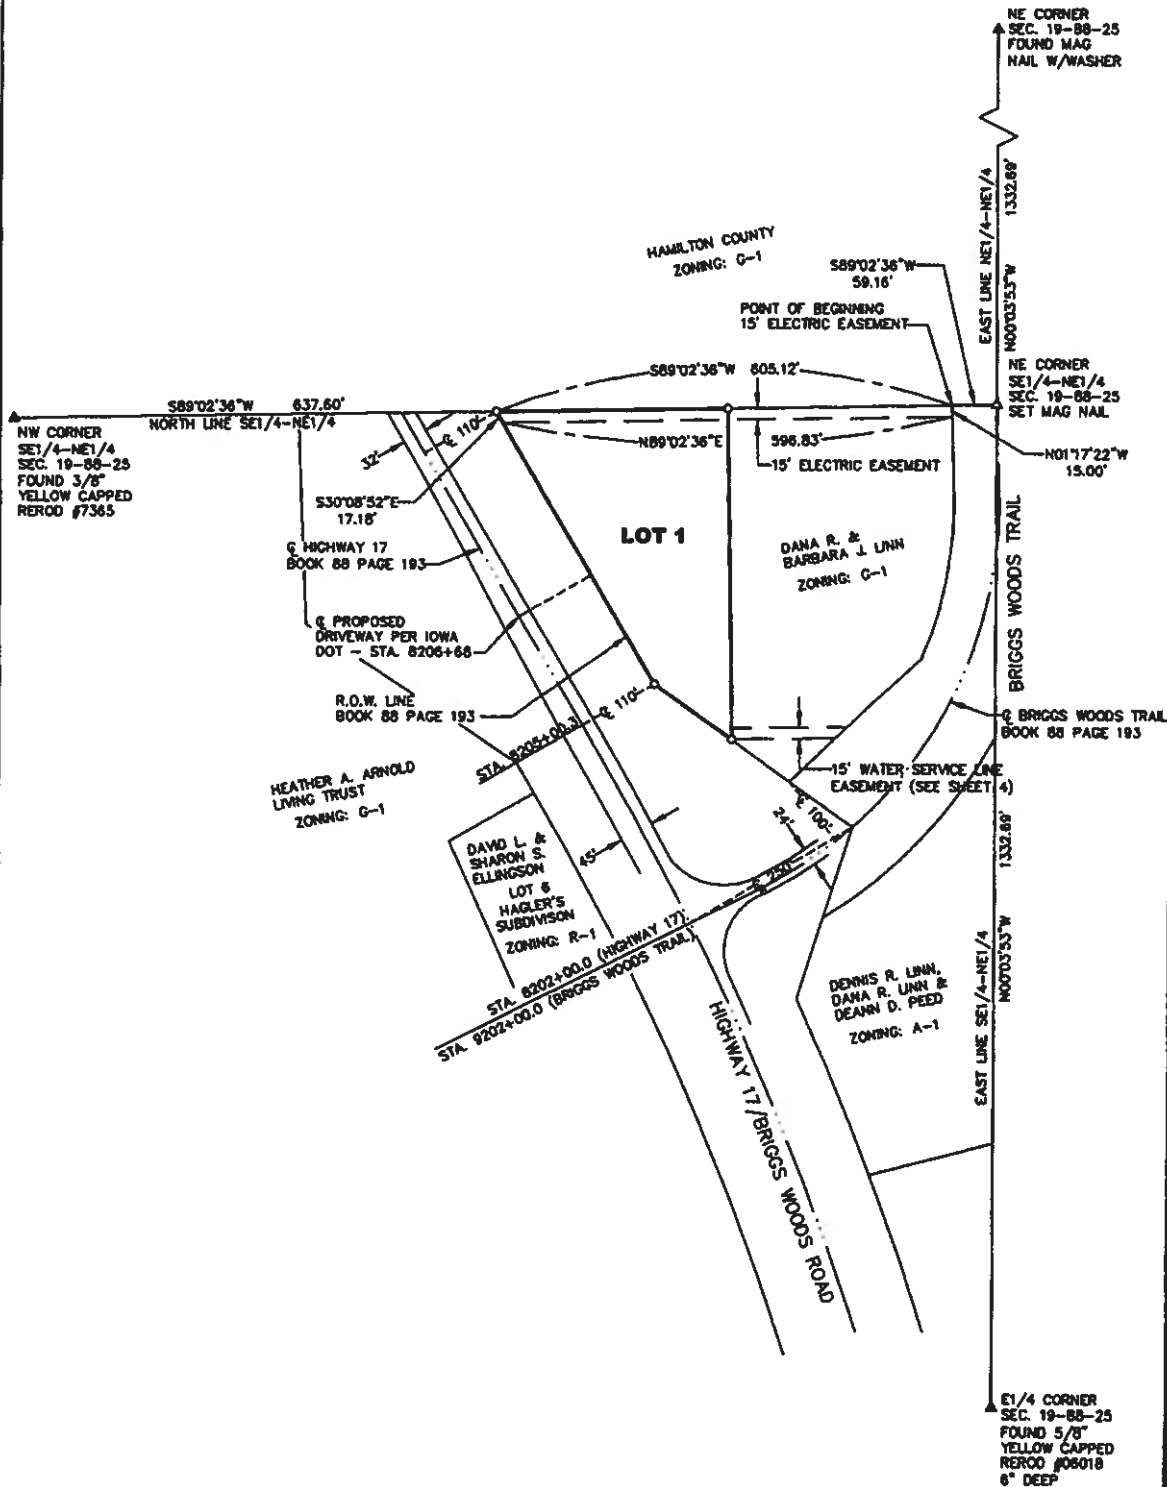 NE CORNER
SEC. 19-88-25
FOUND MAG
NAIL W/WASHER
EAST LINE NE1/4-NE1/4
N00°03'53"W 1332.69'
HAMILTON COUNTY
ZONING: G-1
S89°02'36"W
59.16'
POINT OF BEGINNING
15' ELECTRIC EASEMENT
NE CORNER
SE1/4-NE1/4
SEC. 19-88-25
SET MAG NAIL
S89°02'36"W 605.12'
S89°02'36"W 637.60'
NORTH LINE SE1/4-NE1/4
NW CORNER
SE1/4-NE1/4
SEC. 19-88-25
FOUND 3/8"
YELLOW CAPPED
REROD #7365
℄ 110'
32'
N89°02'36"E 596.83'
15' ELECTRIC EASEMENT
N01°17'22"W
15.00'
S30°08'52"E
17.18'
LOT 1
DANA R. &
BARBARA J. LINN
ZONING: G-1
BRIGGS WOODS TRAIL
℄ HIGHWAY 17
BOOK 88 PAGE 193
℄ PROPOSED
DRIVEWAY PER IOWA
DOT - STA. 8206+68
R.O.W. LINE
BOOK 88 PAGE 193
STA. 8205+00.3
℄ 110'
℄ BRIGGS WOODS TRAIL
BOOK 88 PAGE 193
HEATHER A. ARNOLD
LIVING TRUST
ZONING: G-1
15' WATER SERVICE LINE
EASEMENT (SEE SHEET 4)
℄ 100'
24'
DAVID L. &
SHARON S.
ELLINGSON
LOT 6
HAGLER'S
SUBDIVISON
ZONING: R-1
45'
℄ 250'
EAST LINE SE1/4-NE1/4
N00°03'53"W 1332.69'
STA. 8202+00.0 (HIGHWAY 17)
STA. 9202+00.0 (BRIGGS WOODS TRAIL)
DENNIS R. LINN,
DANA R. LINN &
DEANN D. PEED
ZONING: A-1
HIGHWAY 17/BRIGGS WOODS ROAD
E1/4 CORNER
SEC. 19-88-25
FOUND 5/8"
YELLOW CAPPED
REROD #06018
6" DEEP